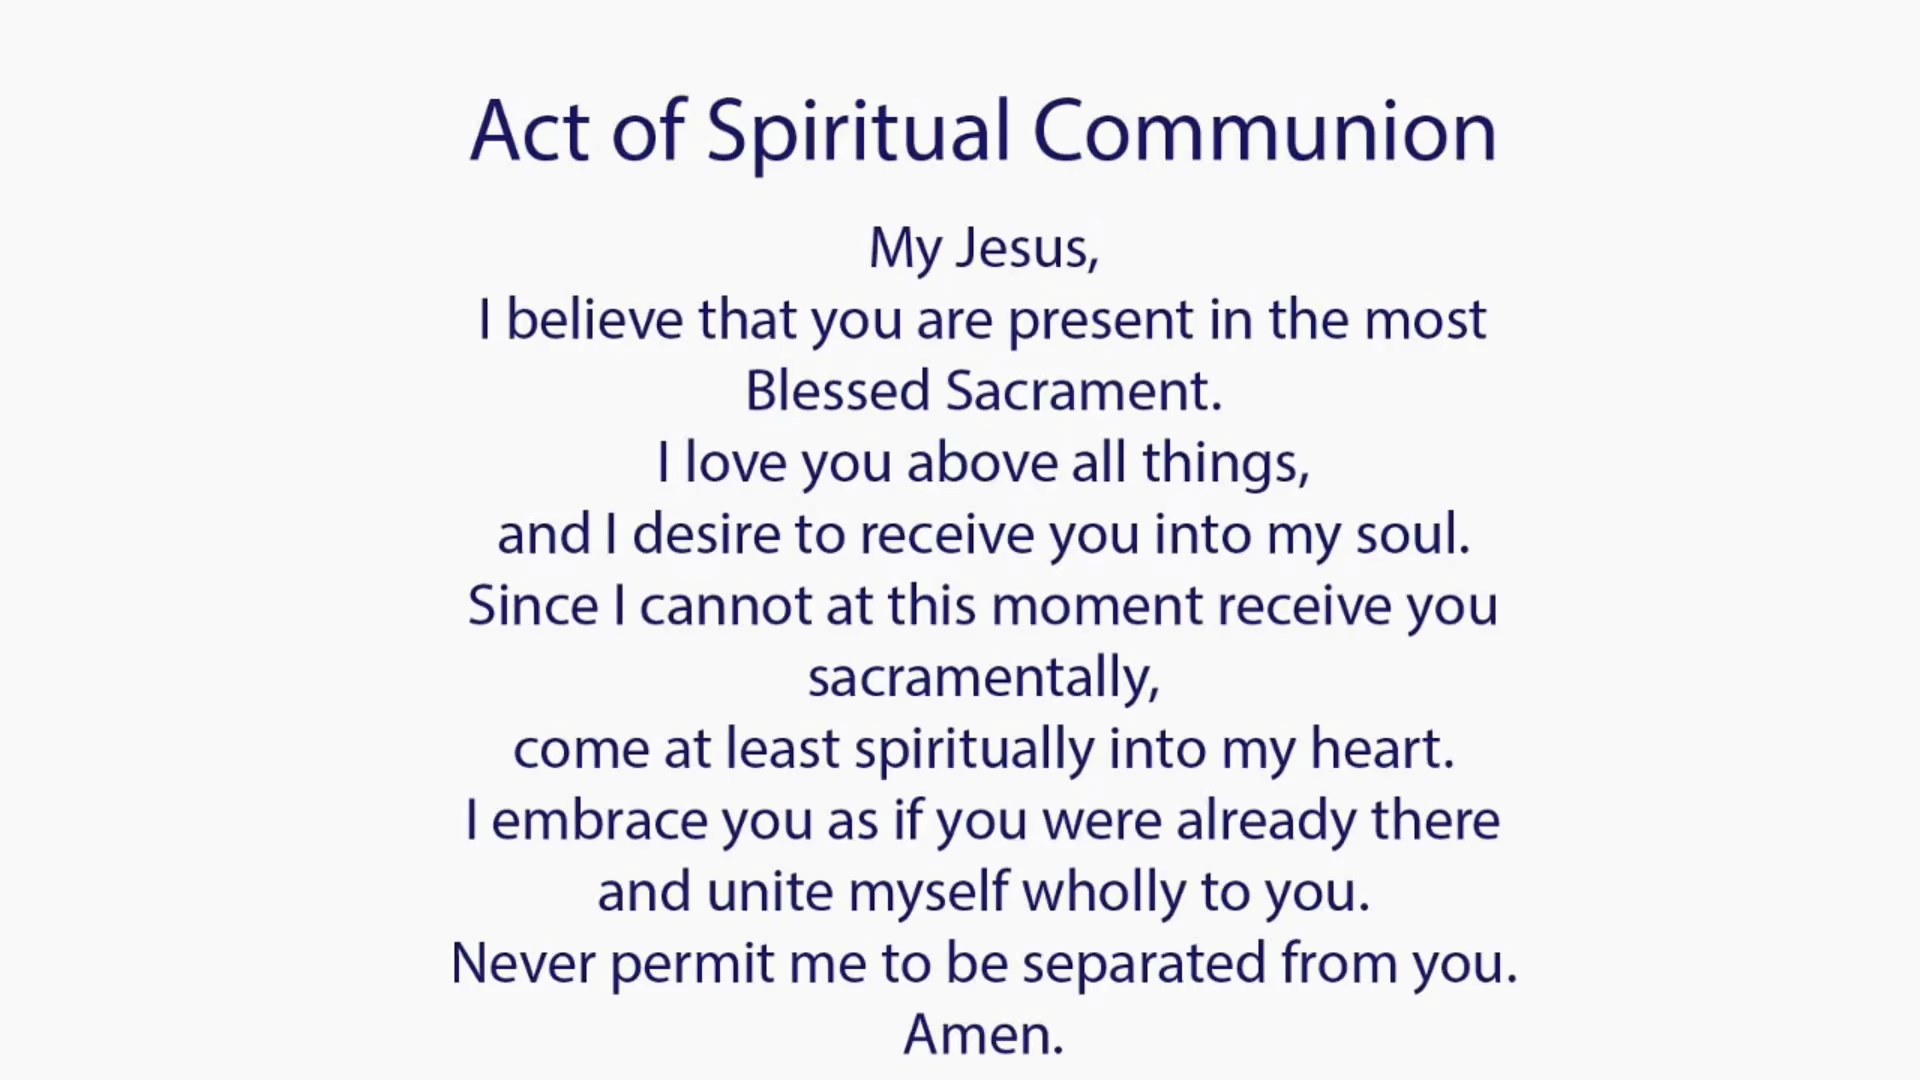 Act of Spiritual Communion
My Jesus,
I believe that you are present in the most
Blessed Sacrament.
I love you above all things,
and I desire to receive you into my soul.
Since I cannot at this moment receive you
sacramentally,
come at least spiritually into my heart.
I embrace you as if you were already there
and unite myself wholly to you.
Never permit me to be separated from you.
Amen.